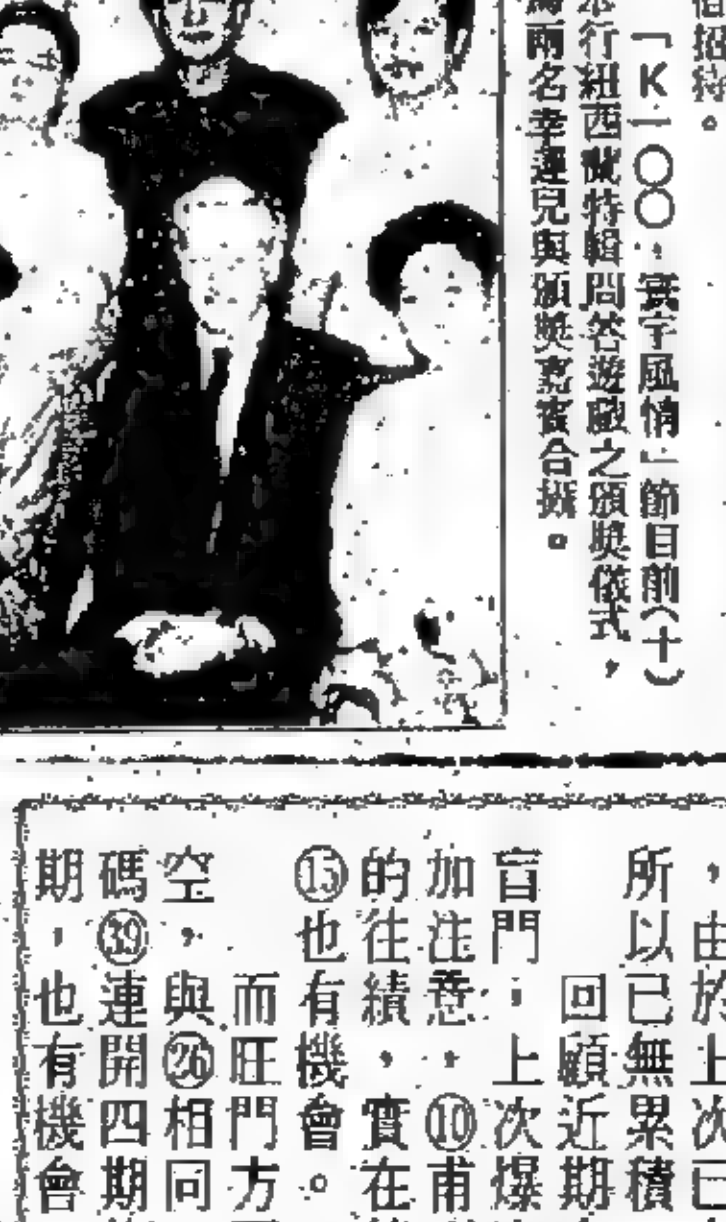 個招待。
「K一〇〇．寰宇風情」節目前（十）
行紐西蘭特輯問答遊戲之頒獎儀式，
兩名幸運兒與頒獎嘉賓合攝。
，由於上次已
所以已無累積
回顧近期
盲門，上次爆
加注意，⑩甫
的往績，實在
⑮也有機會。
而旺門方
空，與㉖相同
碼㊴連開四期
期，也有機會